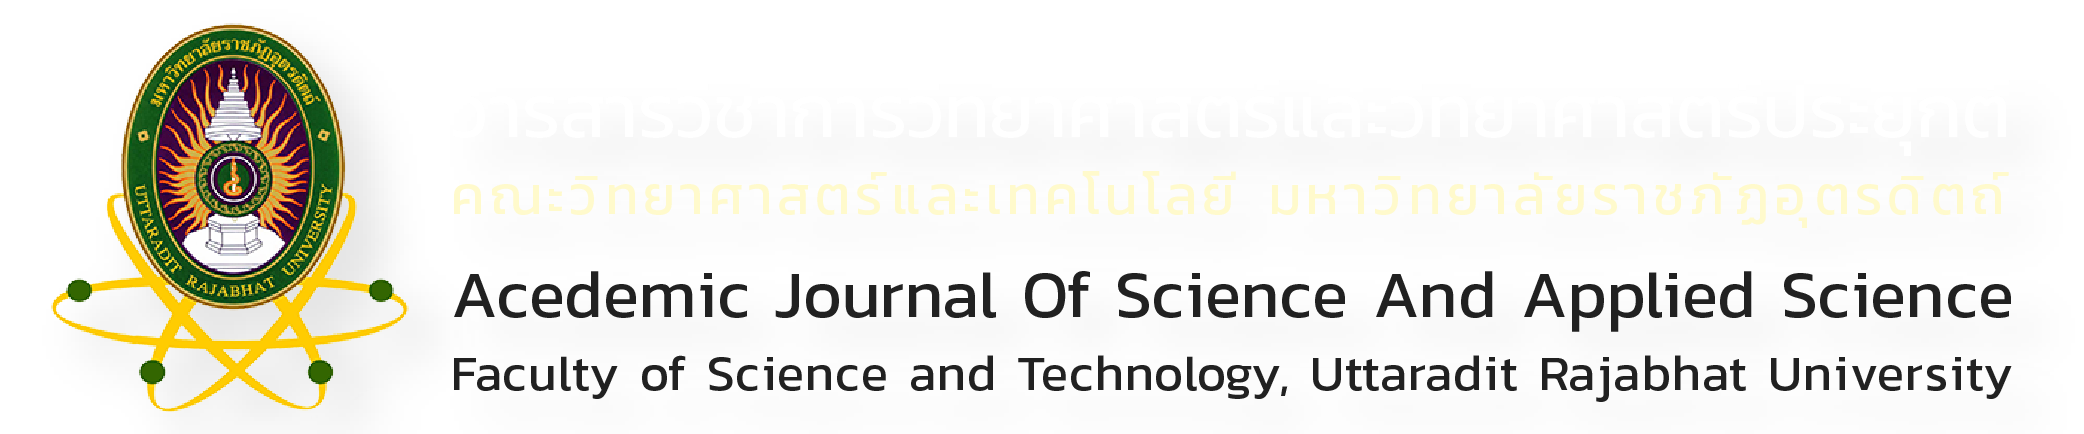 มหาวิทยาลัยราชภัฏอุตรดิตถ์
UTTARADIT RAJABHAT UNIVERSITY
วารสารวิชาการวิทยาศาสตร์และวิทยาศาสตร์ประยุกต์
คณะวิทยาศาสตร์และเทคโนโลยี มหาวิทยาลัยราชภัฏอุตรดิตถ์
Acedemic Journal Of Science And Applied Science
Faculty of Science and Technology, Uttaradit Rajabhat University